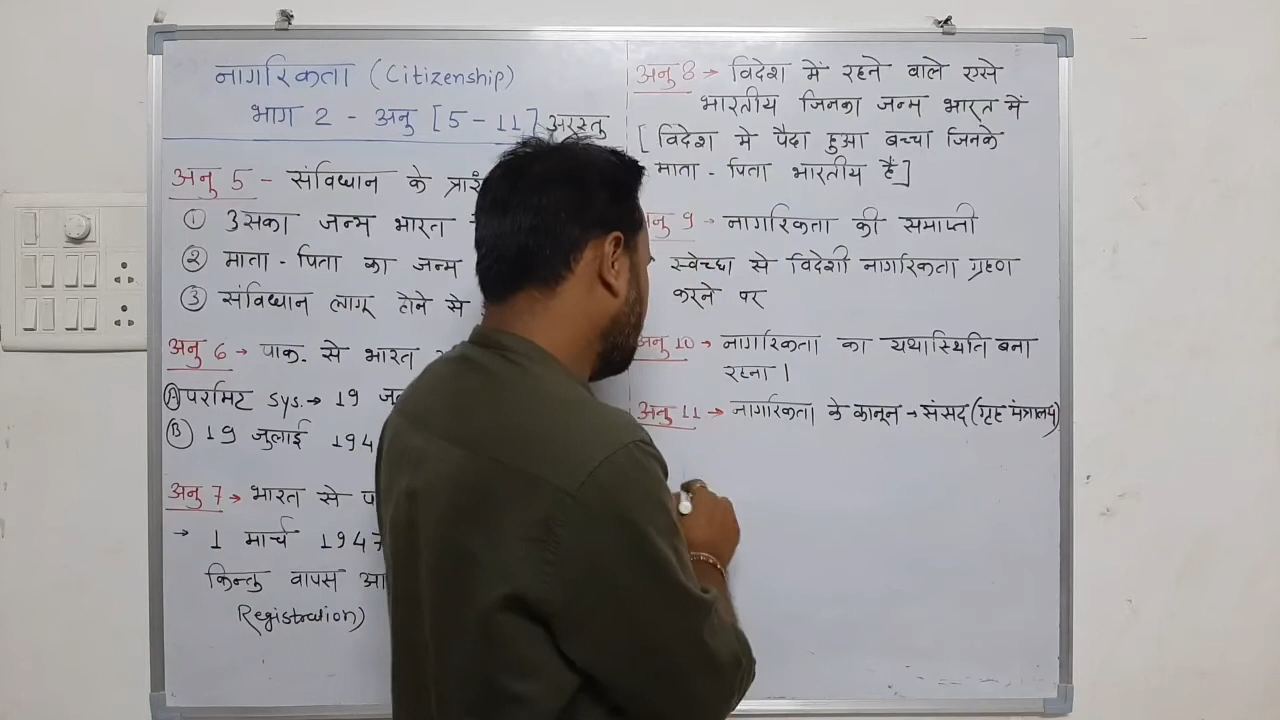 नागरिकता (Citizenship)
भाग 2 - अनु [5 - 11] अरस्तु
अनु 5 - संविधान के
① उसका जन्म भारत
② माता - पिता का जन्म
③ संविधान लागू होने से
अनु 6 → पाक. से भारत
Ⓐ परमिट sys. → 19
Ⓑ 19 जुलाई 194
अनु 7 → भारत से
→ 1 मार्च 1947
किन्तु वापस
Registration)
अनु 8 → विदेश में रहने वाले एसे
भारतीय जिनका जन्म भारत में
[ विदेश मे पैदा हुआ बच्चा जिनके
माता - पिता भारतीय हैं ]
अनु 9 → नागरिकता की समाप्ती
स्वेच्छा से विदेशी नागरिकता ग्रहण
करने पर
अनु 10 → नागरिकता का यथास्थिति बना
रहना ।
अनु 11 → नागरिकता के कानून → संसद (गृह मंत्रालय)